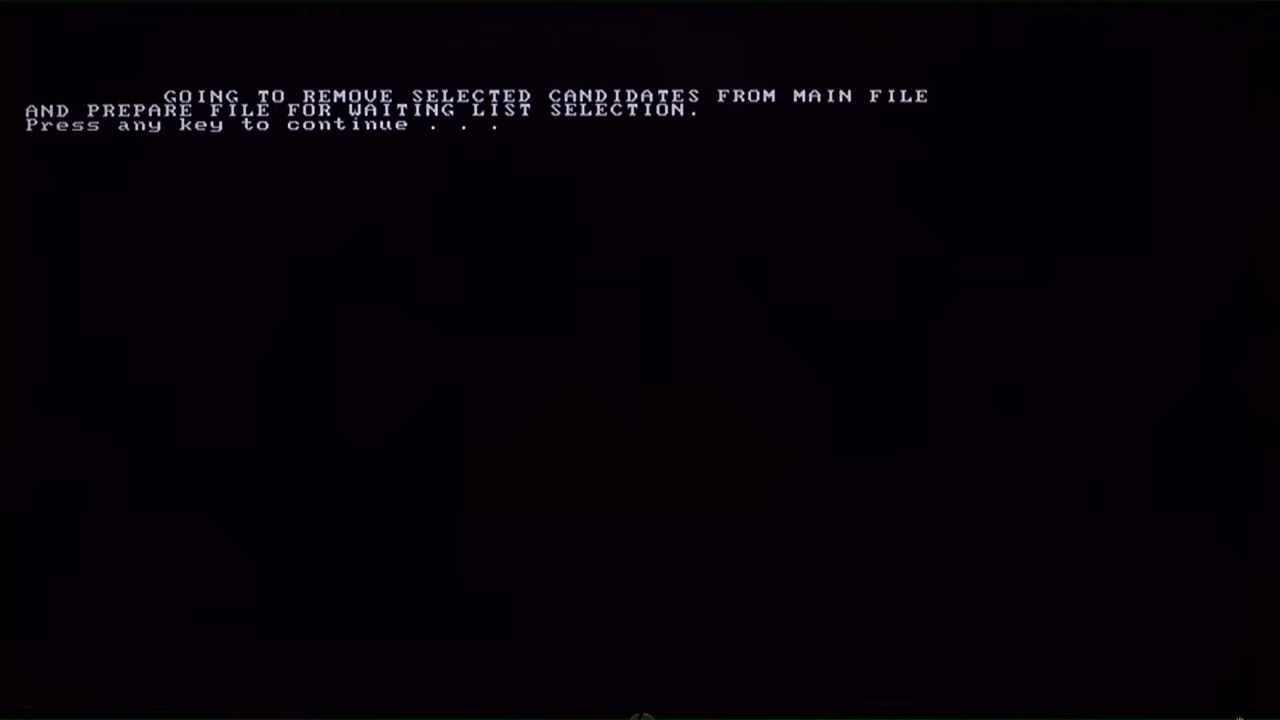 GOING TO REMOVE SELECTED CANDIDATES FROM MAIN FILE
AND PREPARE FILE FOR WAITING LIST SELECTION.
Press any key to continue . . .